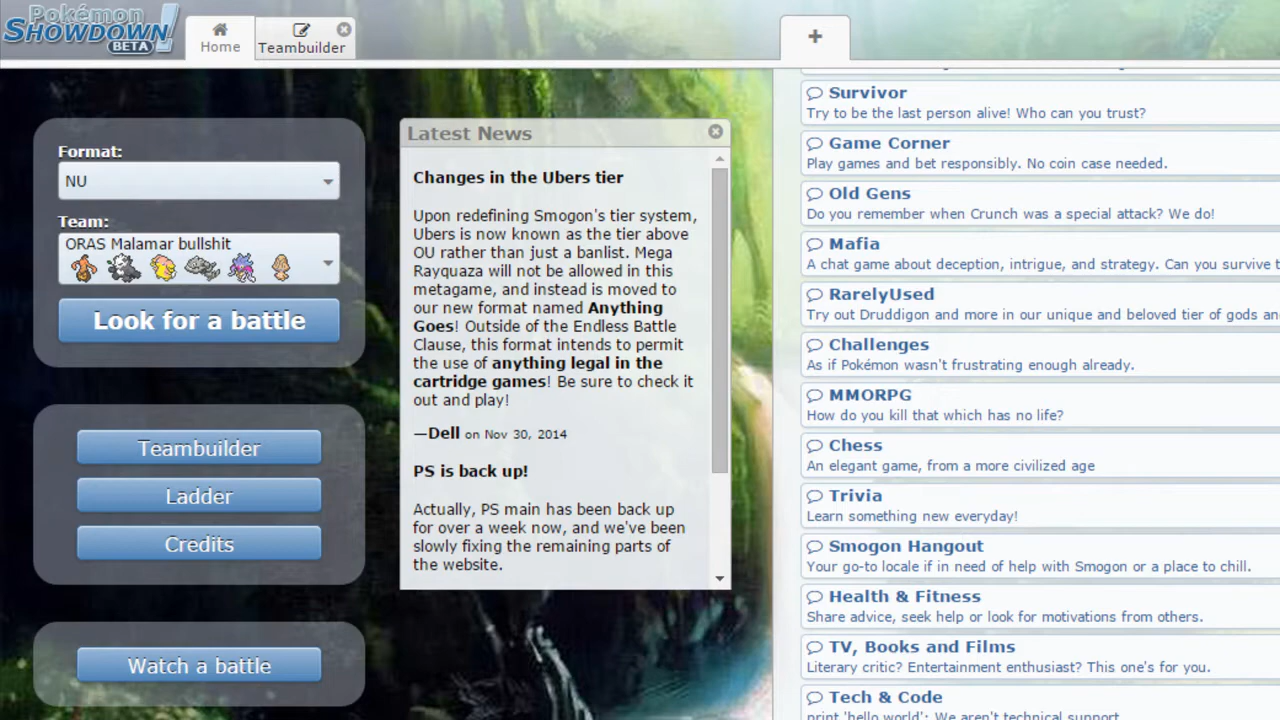 Pokémon
SHOWDOWN!
BETA
Home
Teambuilder
Format:
NU
Team:
ORAS Malamar bullshit
Look for a battle
Teambuilder
Ladder
Credits
Watch a battle
Latest News
Changes in the Ubers tier
Upon redefining Smogon's tier system,
Ubers is now known as the tier above
OU rather than just a banlist. Mega
Rayquaza will not be allowed in this
metagame, and instead is moved to
our new format named Anything
Goes! Outside of the Endless Battle
Clause, this format intends to permit
the use of anything legal in the
cartridge games! Be sure to check it
out and play!
—Dell on Nov 30, 2014
PS is back up!
Actually, PS main has been back up
for over a week now, and we've been
slowly fixing the remaining parts of
the website.
Survivor
Try to be the last person alive! Who can you trust?
Game Corner
Play games and bet responsibly. No coin case needed.
Old Gens
Do you remember when Crunch was a special attack? We do!
Mafia
A chat game about deception, intrigue, and strategy. Can you survive t
RarelyUsed
Try out Druddigon and more in our unique and beloved tier of gods an
Challenges
As if Pokémon wasn't frustrating enough already.
MMORPG
How do you kill that which has no life?
Chess
An elegant game, from a more civilized age
Trivia
Learn something new everyday!
Smogon Hangout
Your go-to locale if in need of help with Smogon or a place to chill.
Health & Fitness
Share advice, seek help or look for motivations from others.
TV, Books and Films
Literary critic? Entertainment enthusiast? This one's for you.
Tech & Code
print 'hello world'; We aren't technical support